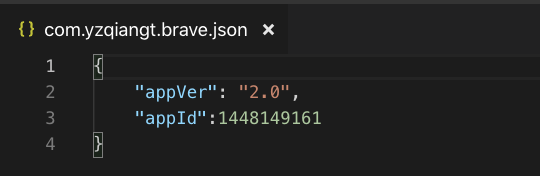 {} com.yzqiangt.brave.json ×
1 {
2 "appVer": "2.0",
3 "appId":1448149161
4 }